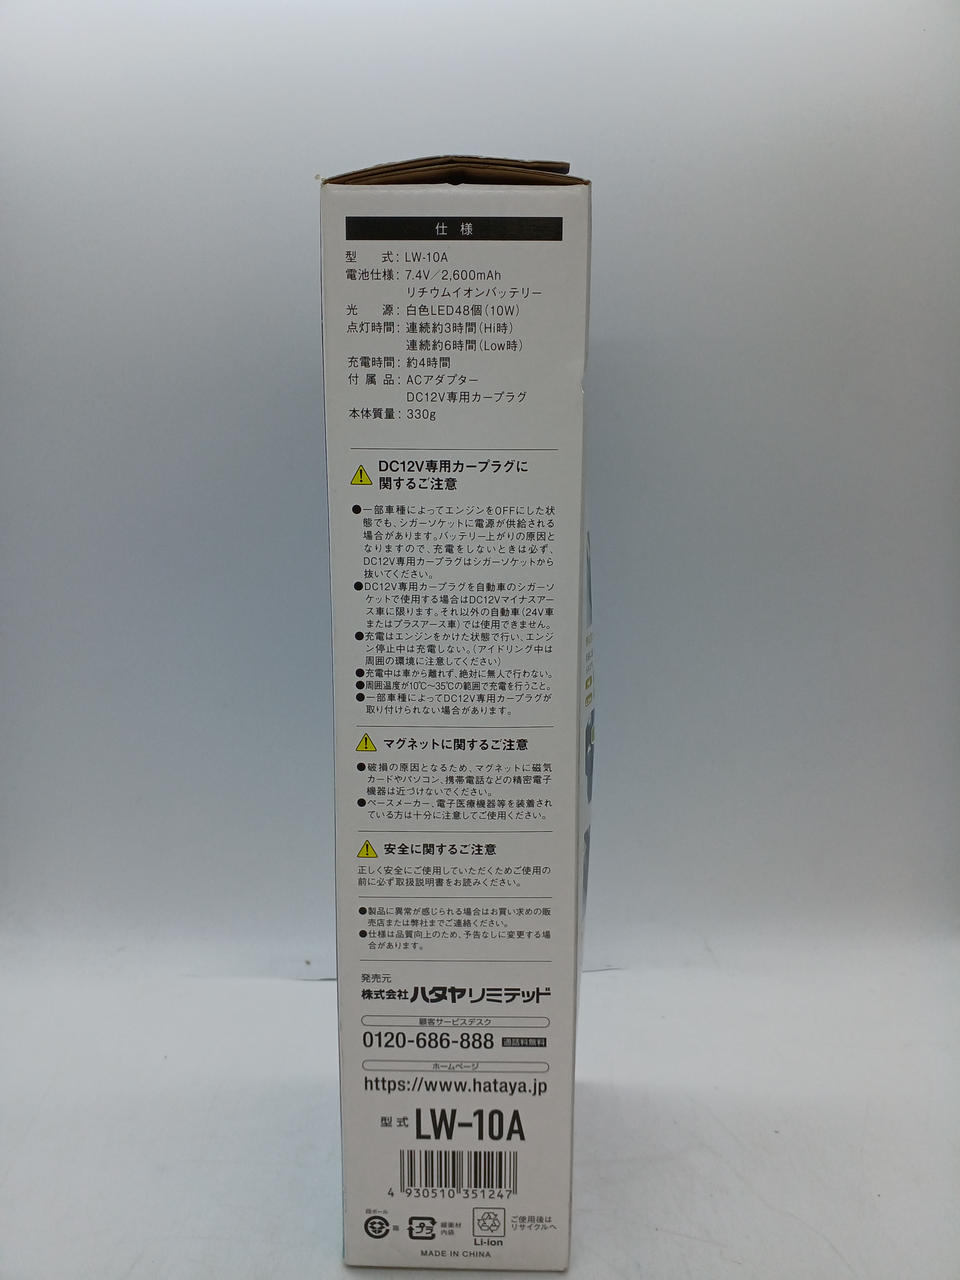 仕様
型　式：LW-10A
電池仕様：7.4V／2,600mAh
リチウムイオンバッテリー
光　源：白色LED48個（10W）
点灯時間：連続約3時間（Hi時）
連続約6時間（Low時）
充電時間：約4時間
付属品：ACアダプター
DC12V専用カープラグ
本体質量：330g
DC12V専用カープラグに
関するご注意
●一部車種によってエンジンをOFFにした状
態でも、シガーソケットに電源が供給される
場合があります。バッテリー上がりの原因と
なりますので、充電をしないときは必ず、
DC12V専用カープラグはシガーソケットから
抜いてください。
●DC12V専用カープラグを自動車のシガーソ
ケットで使用する場合はDC12Vマイナスアー
ス車に限ります。それ以外の自動車（24V車
またはプラスアース車）では使用できません。
●充電はエンジンをかけた状態で行い、エンジ
ン停止中は充電しない。（アイドリング中は
周囲の環境に注意してください）
●充電中は車から離れず、絶対に無人で行わない。
●周囲温度が10℃〜35℃の範囲で充電を行うこと。
●一部車種によってDC12V専用カープラグが
取り付けられない場合があります。
マグネットに関するご注意
●破損の原因となるため、マグネットに磁気
カードやパソコン、携帯電話などの精密電子
機器は近づけないでください。
●ペースメーカー、電子医療機器等を装着され
ている方は十分に注意してご使用ください。
安全に関するご注意
正しく安全にご使用していただくためご使用の
前に必ず取扱説明書をお読みください。
●製品に異常が感じられる場合はお買い求めの販
売店または弊社までご連絡ください。
●仕様は品質向上のため、予告なしに変更する場
合があります。
発売元
株式会社ハタヤリミテッド
顧客サービスデスク
0120-686-888 通話料無料
ホームページ
https://www.hataya.jp
型式 LW-10A
4 930510 351247
段ボール
箱
プラ
緩衝材
内袋
Li-ion
ご使用後は
リサイクルへ
MADE IN CHINA